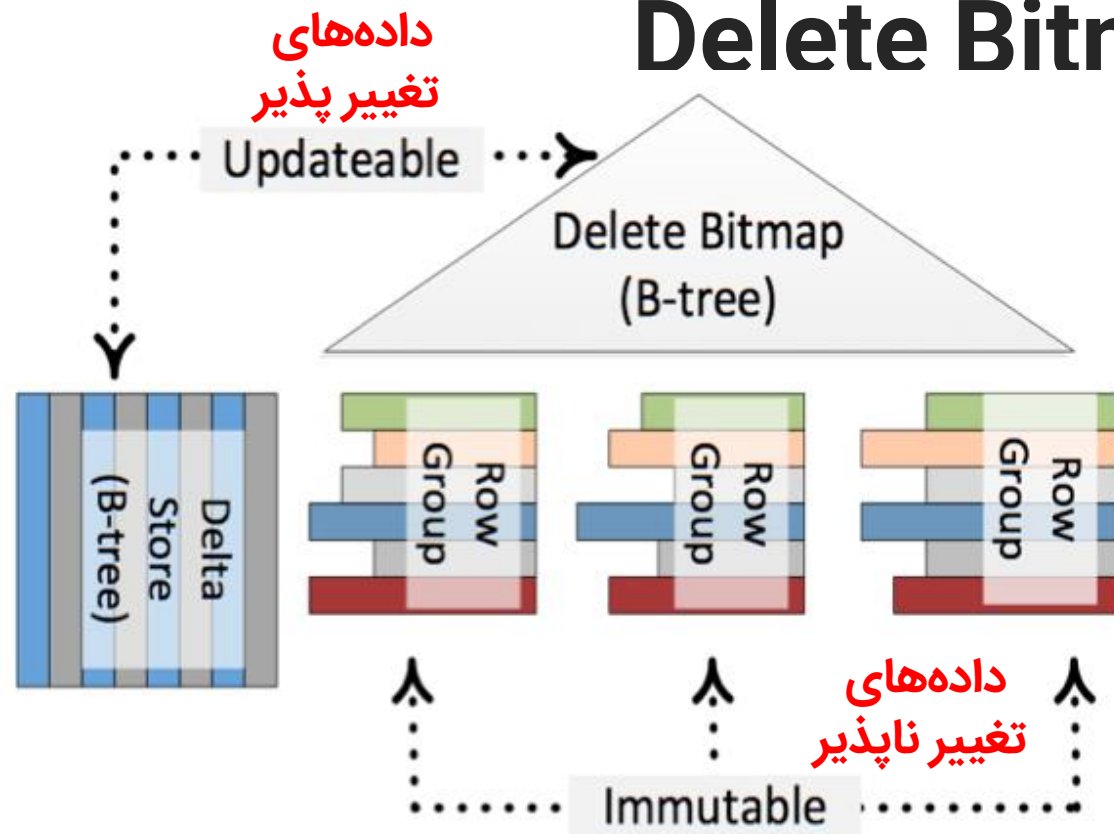 Delete Bitm
داده‌های
تغییر پذیر
Updateable
Delete Bitmap
(B-tree)
Delta
Store
(B-tree)
Row
Group
Row
Group
Row
Group
داده‌های
تغییر ناپذیر
Immutable